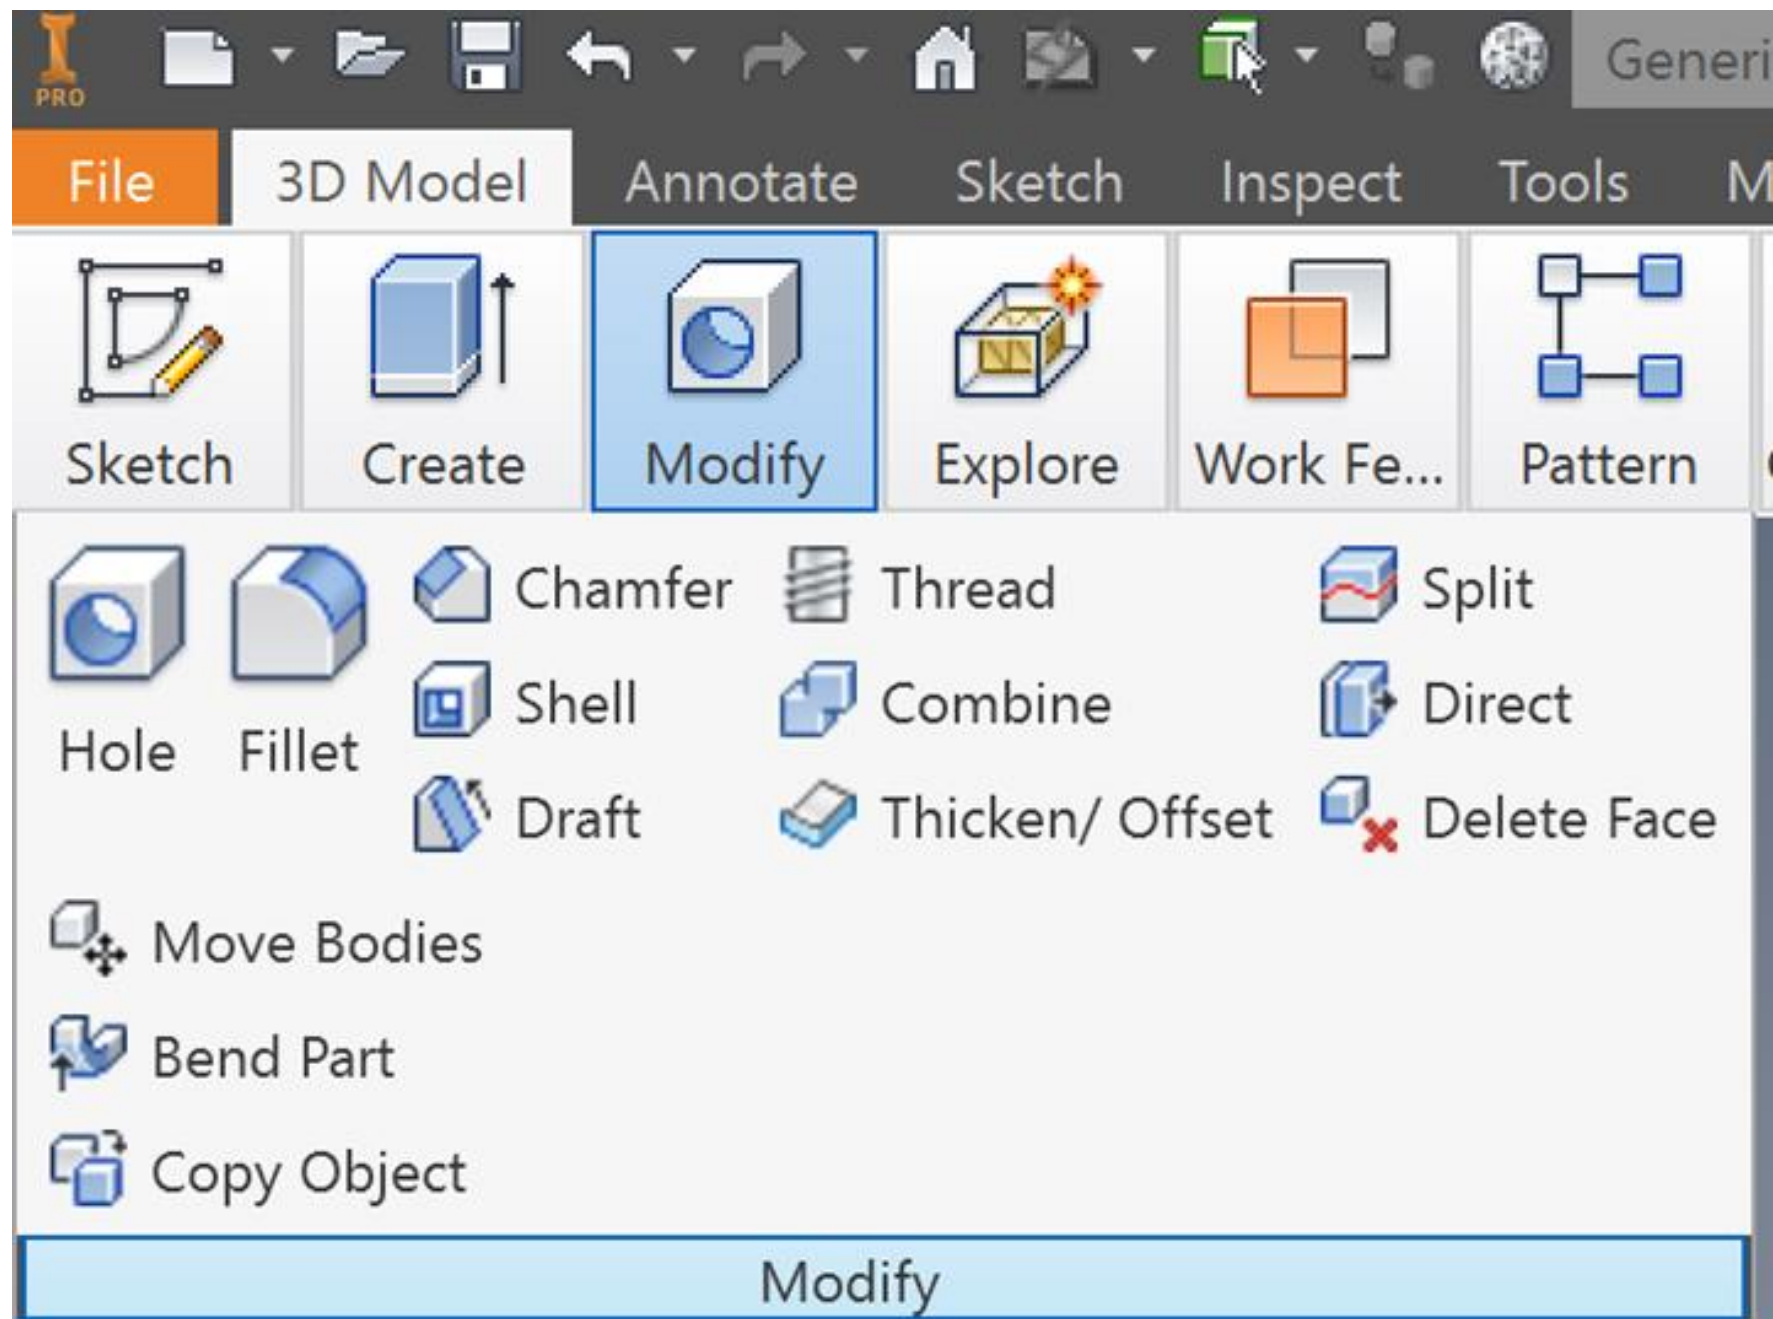 PRO
Generi
File 3D Model Annotate Sketch Inspect Tools M
Sketch Create Modify Explore Work Fe... Pattern
Hole Fillet
Chamfer Thread Split
Shell Combine Direct
Draft Thicken/ Offset Delete Face
Move Bodies
Bend Part
Copy Object
Modify